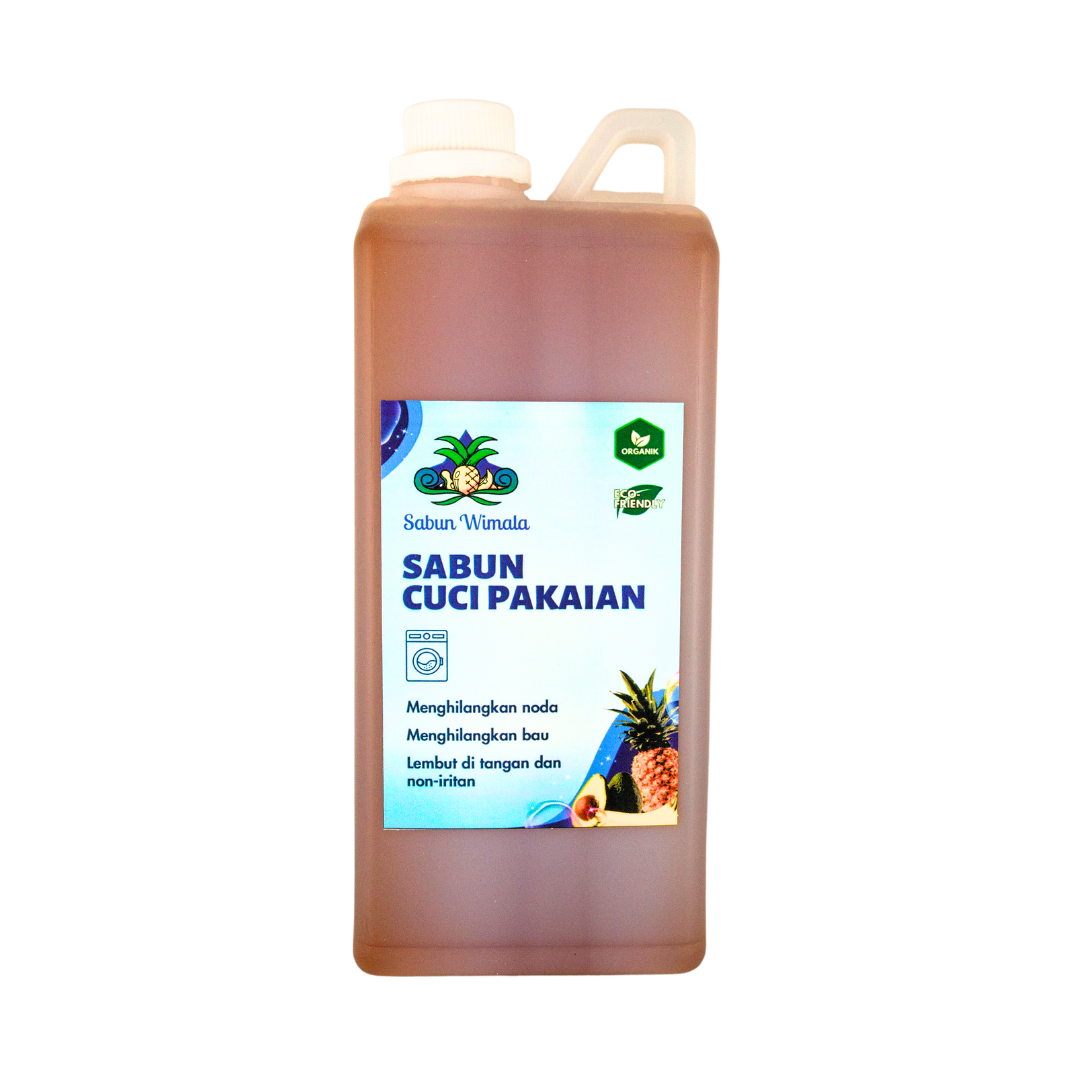 ORGANIK
ECO-
FRIENDLY
Sabun Wimala
SABUN
CUCI PAKAIAN
Menghilangkan noda
Menghilangkan bau
Lembut di tangan dan
non-iritan